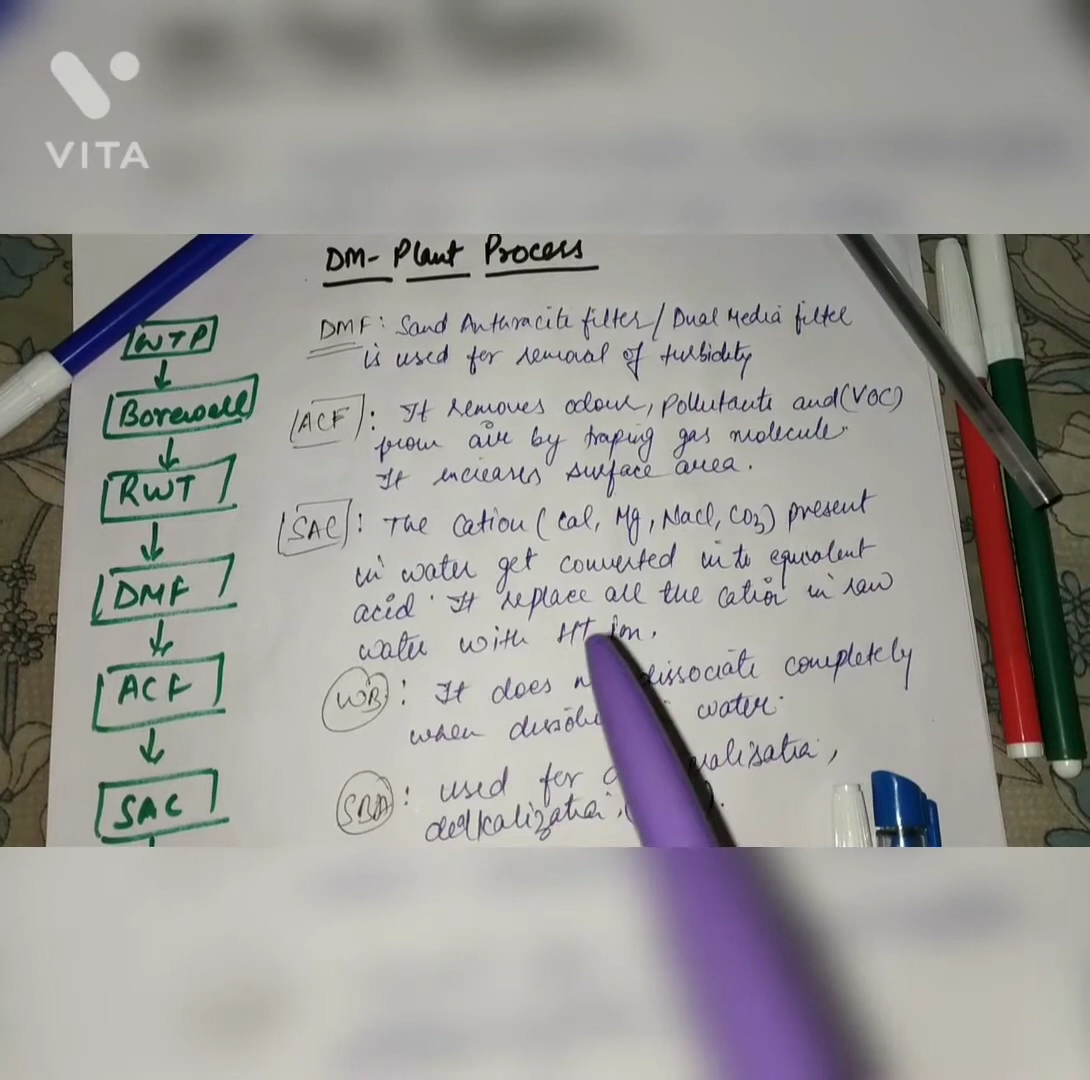 VITA
DM- Plant Process
WTP
Borewell
RWT
DMF
ACF
SAC
DMF: Sand Anthracite filter/Dual Media filter
is used for removal of turbidity
ACF: It removes odour, pollutants and (VOC)
from air by traping gas molecule.
It increases surface area.
SAC: The cation (Cal, Mg, Nacl, CO3) present
in water get converted in to equivalent
acid. It replace all the cation in raw
water with H+ ion.
WB: It does dissociate completely
when water.
SBA: used for